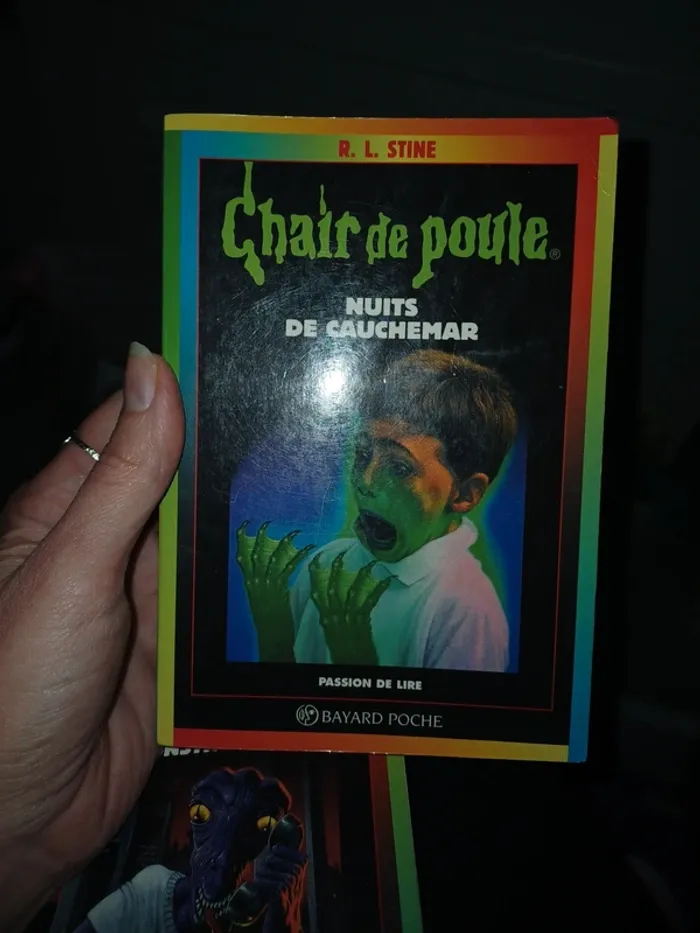 R. L. STINE
Chair de poule®
NUITS
DE CAUCHEMAR
PASSION DE LIRE
BAYARD POCHE